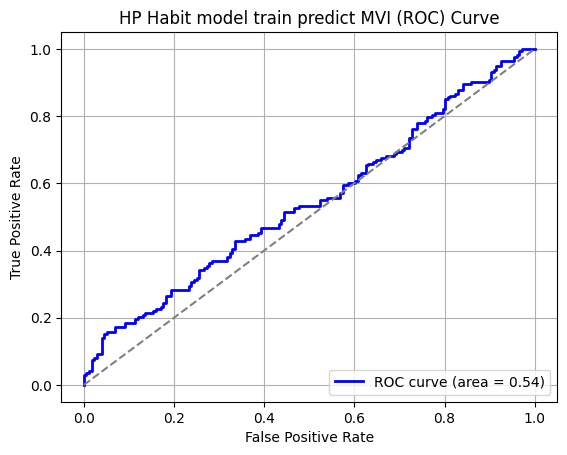 HP Habit model train predict MVI (ROC) Curve
True Positive Rate
1.0
0.8
0.6
0.4
0.2
0.0
ROC curve (area = 0.54)
0.0 0.2 0.4 0.6 0.8 1.0
False Positive Rate